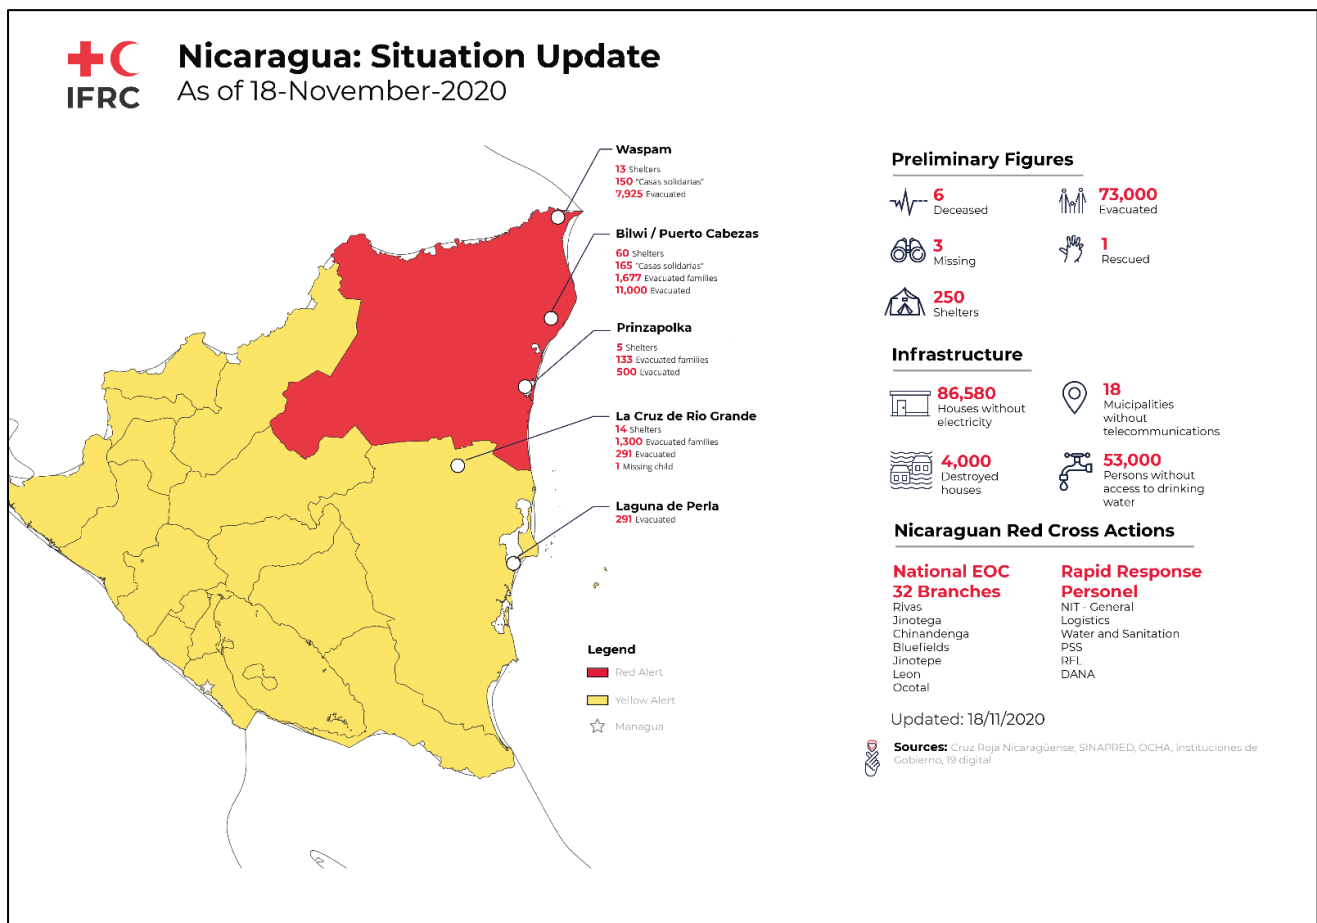 IFRC
Nicaragua: Situation Update
As of 18-November-2020
Waspam
13 Shelters
150 "Casas solidarias"
7,925 Evacuated
Bilwi / Puerto Cabezas
60 Shelters
165 "Casas solidarias"
1,677 Evacuated families
11,000 Evacuated
Prinzapolka
5 Shelters
133 Evacuated families
500 Evacuated
La Cruz de Rio Grande
14 Shelters
1,300 Evacuated families
291 Evacuated
1 Missing child
Laguna de Perla
291 Evacuated
Legend
Red Alert
Yellow Alert
Managua
Preliminary Figures
6
Deceased
73,000
Evacuated
3
Missing
1
Rescued
250
Shelters
Infrastructure
86,580
Houses without
electricity
18
Muicipalities
without
telecommunications
4,000
Destroyed
houses
53,000
Persons without
access to drinking
water
Nicaraguan Red Cross Actions
National EOC
32 Branches
Rivas
Jinotega
Chinandenga
Bluefields
Jinotepe
Leon
Ocotal
Rapid Response
Personel
NIT - General
Logistics
Water and Sanitation
PSS
RFL
DANA
Updated: 18/11/2020
Sources: Cruz Roja Nicaragüense, SINAPRED, OCHA, instituciones de
Gobierno, 19 digital